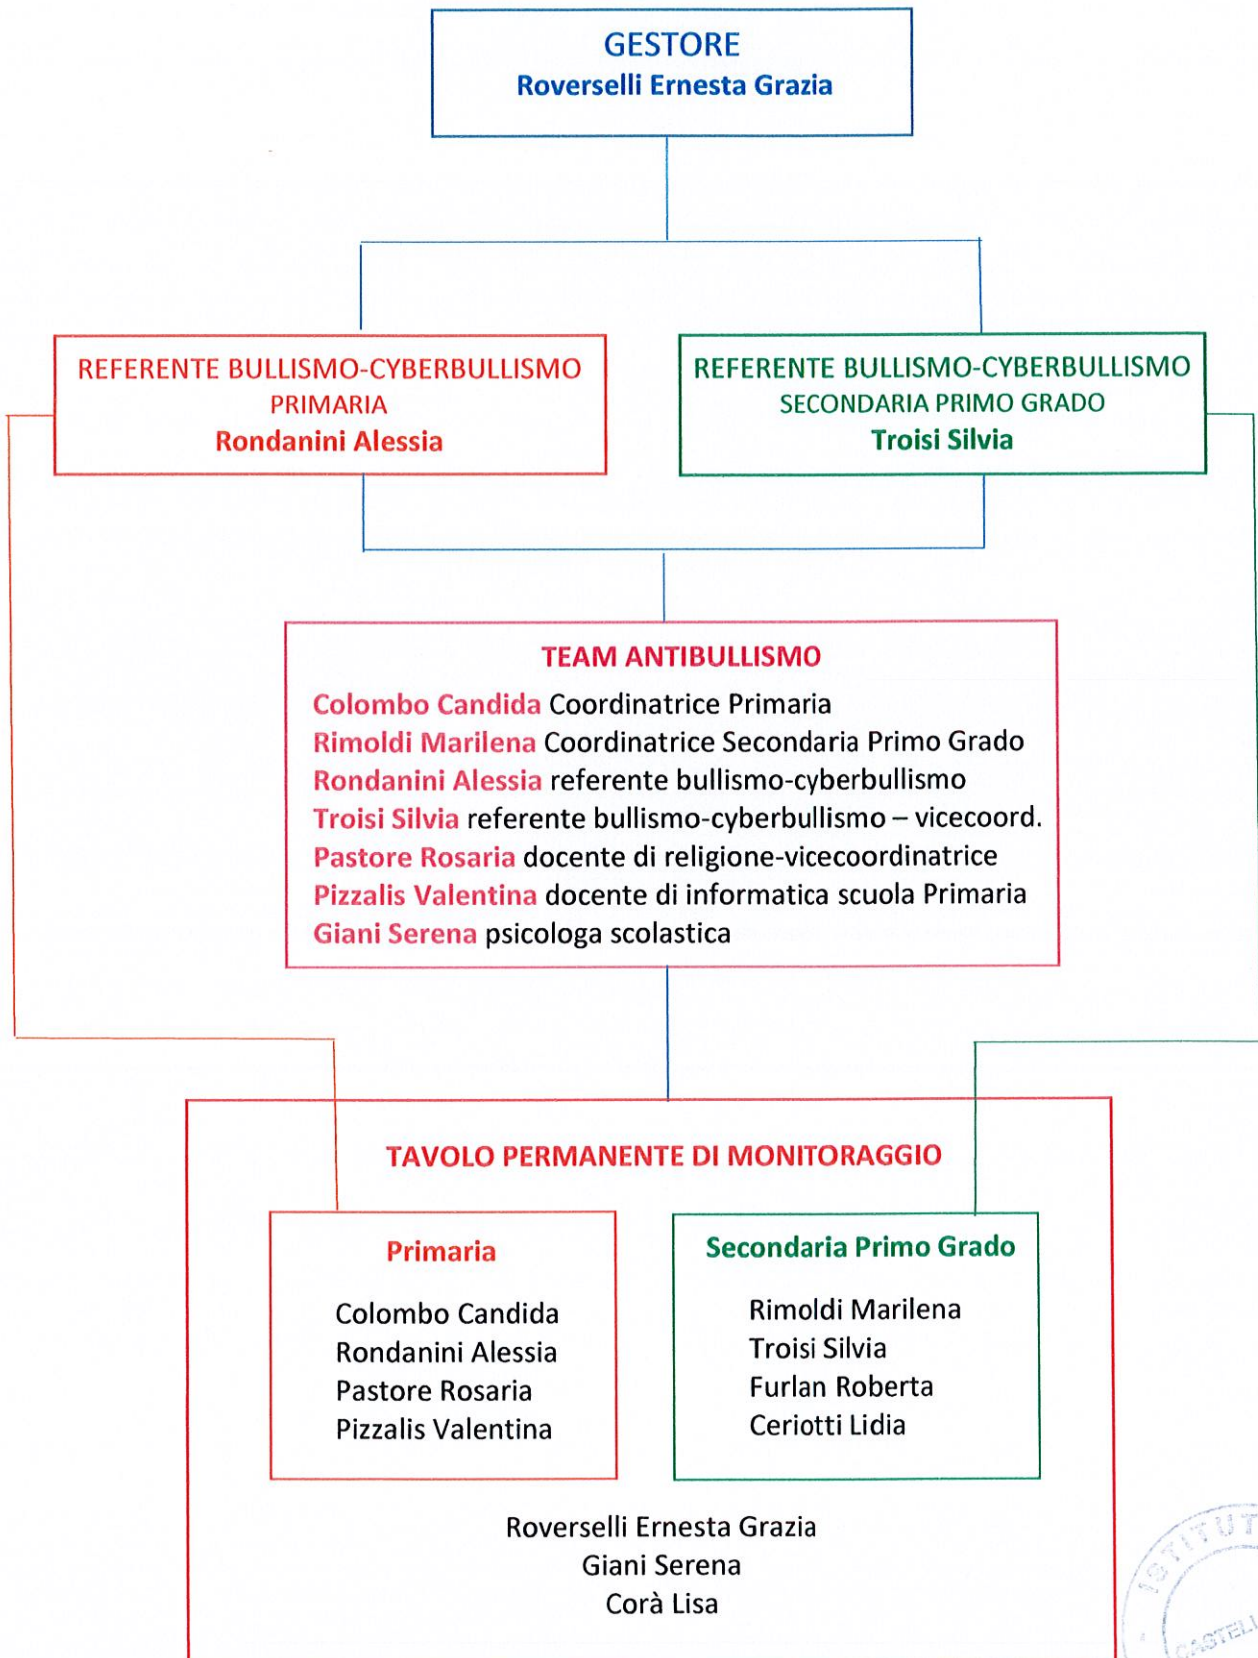 GESTORE
Roverselli Ernesta Grazia
REFERENTE BULLISMO-CYBERBULLISMO
PRIMARIA
Rondanini Alessia
REFERENTE BULLISMO-CYBERBULLISMO
SECONDARIA PRIMO GRADO
Troisi Silvia
TEAM ANTIBULLISMO
Colombo Candida Coordinatrice Primaria
Rimoldi Marilena Coordinatrice Secondaria Primo Grado
Rondanini Alessia referente bullismo-cyberbullismo
Troisi Silvia referente bullismo-cyberbullismo – vicecoord.
Pastore Rosaria docente di religione-vicecoordinatrice
Pizzalis Valentina docente di informatica scuola Primaria
Giani Serena psicologa scolastica
TAVOLO PERMANENTE DI MONITORAGGIO
Primaria
Colombo Candida
Rondanini Alessia
Pastore Rosaria
Pizzalis Valentina
Secondaria Primo Grado
Rimoldi Marilena
Troisi Silvia
Furlan Roberta
Ceriotti Lidia
Roverselli Ernesta Grazia
Giani Serena
Corà Lisa